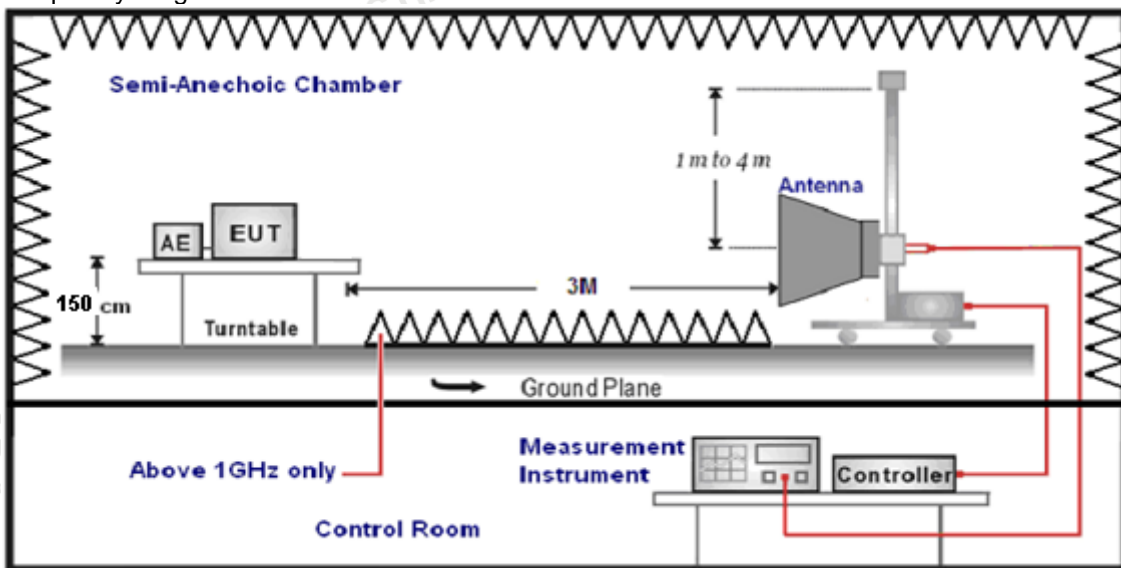 Semi-Anechoic Chamber
1 m to 4 m
Antenna
AE
EUT
150 cm
3M
Turntable
Ground Plane
Above 1GHz only
Measurement
Instrument
Controller
Control Room